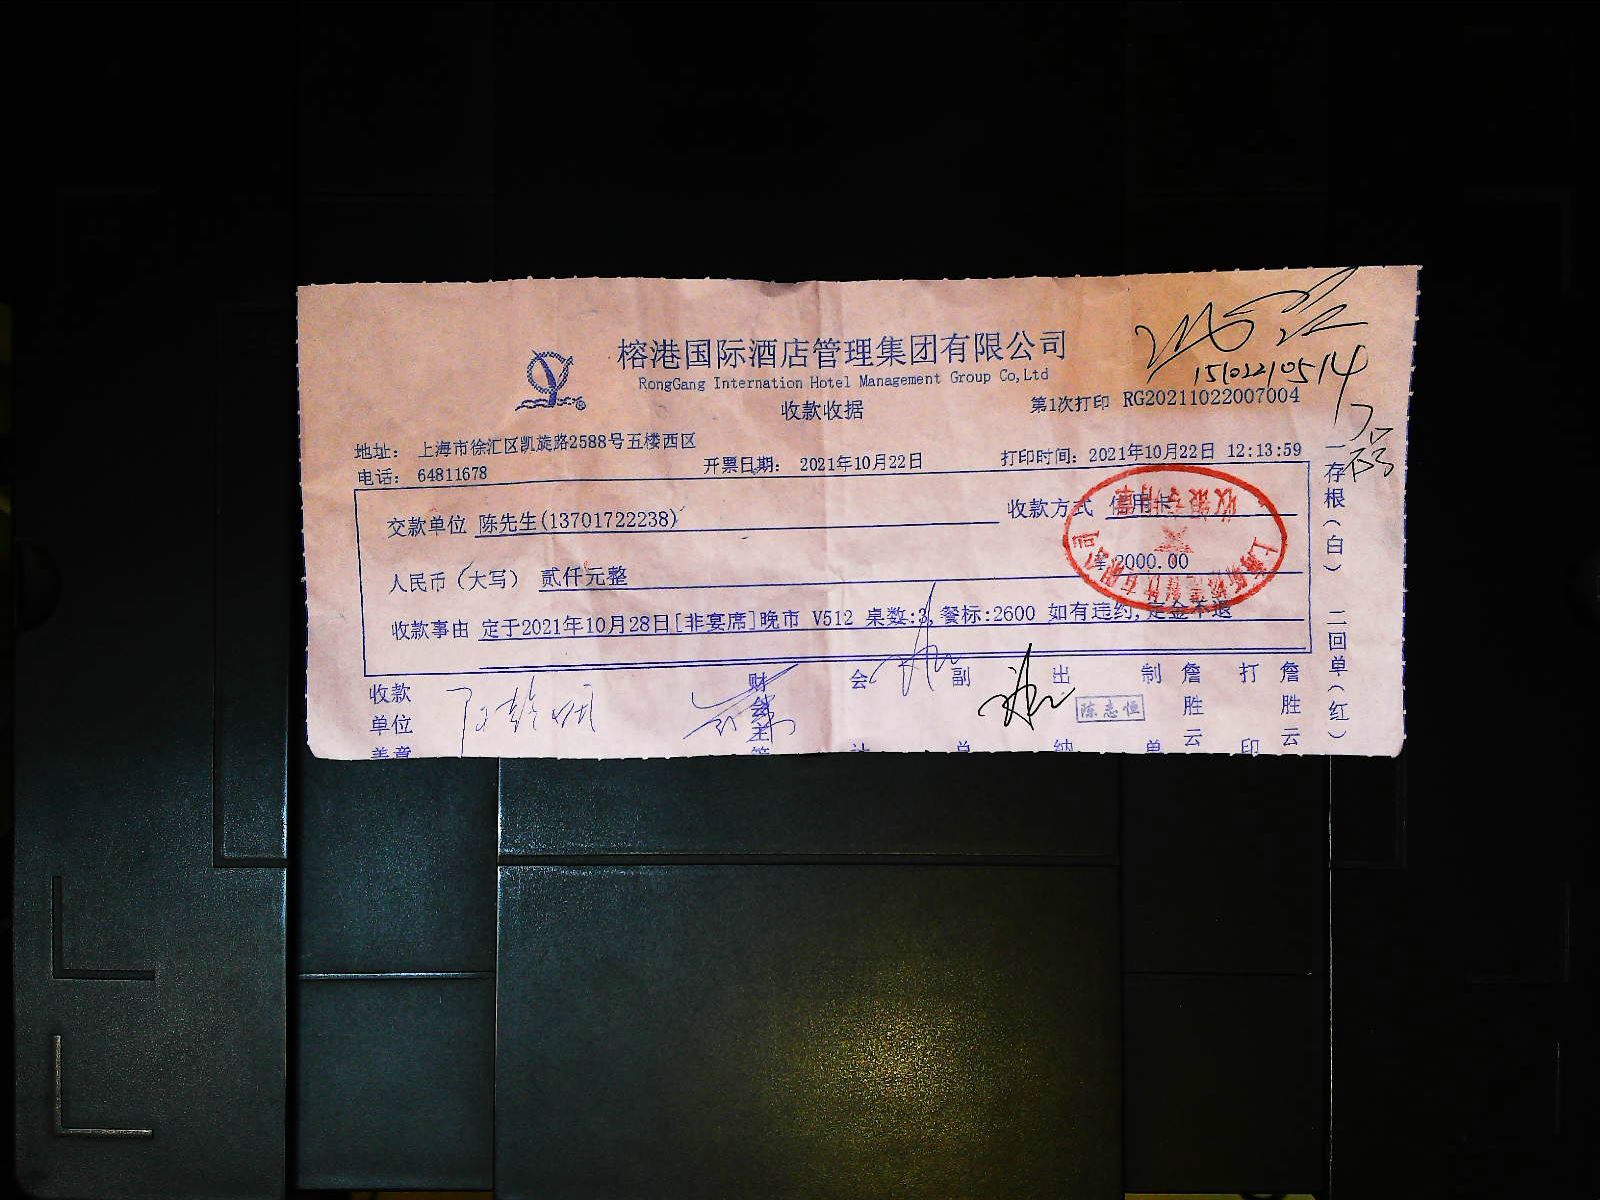 榕港国际酒店管理集团有限公司
RongGang Internation Hotel Management Group Co,Ltd
收款收据
15102210514
第1次打印 RG20211022007004
地址： 上海市徐汇区凯旋路2588号五楼西区
电话： 64811678
开票日期： 2021年10月22日
打印时间：2021年10月22日 12:13:59
交款单位 陈先生(13701722238)
收款方式 信用卡
人民币（大写） 贰仟元整
2000.00
收款事由 定于2021年10月28日[非宴席]晚市 V512 桌数:3,餐标:2600 如有违约,定金不退
收款单位盖章
财会主管
会计
副总
出纳
陈志恒
制单
詹胜云
打印
詹胜云
一存根（白） 二回单（红）